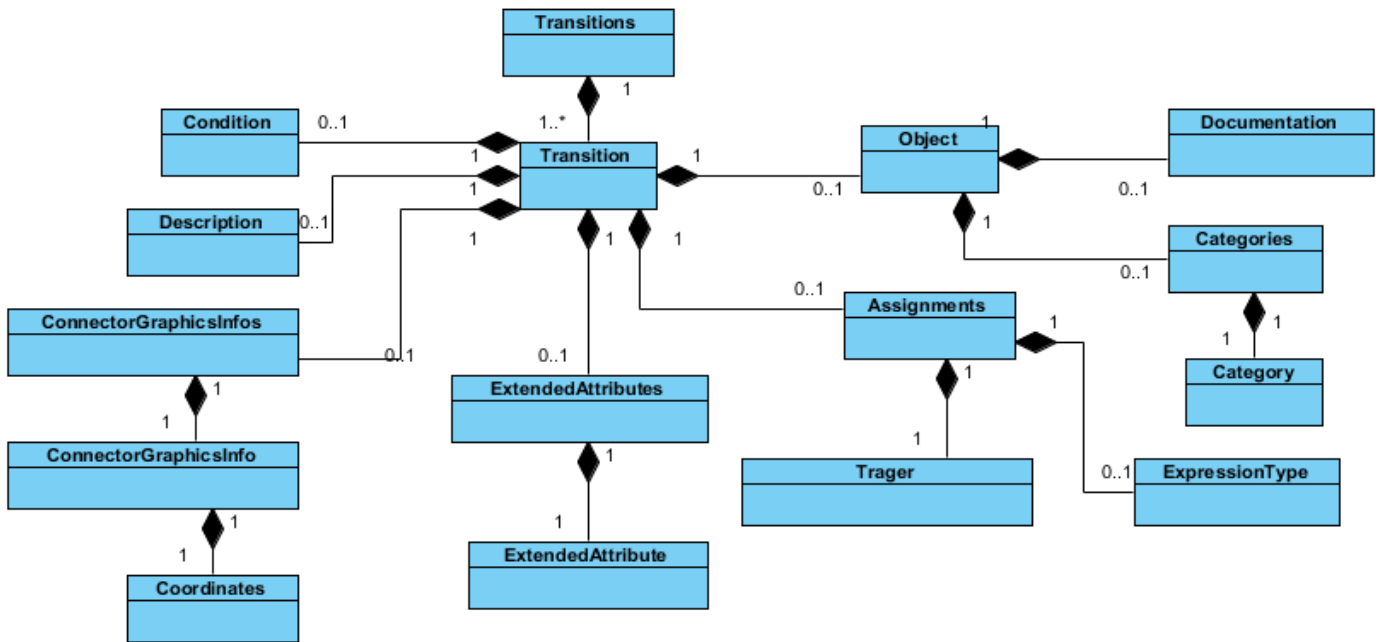 Transitions
1
Condition
0..1
1..*
1
Transition
1
Object
1
Documentation
1
0..1
0..1
Description
0..1
1
1
1
1
Categories
0..1
0..1
Assignments
1
1
ConnectorGraphicsInfos
0..1
0..1
1
Category
1
ExtendedAttributes
1
1
1
ConnectorGraphicsInfo
1
1
Trager
0..1
ExpressionType
1
1
1
ExtendedAttribute
Coordinates